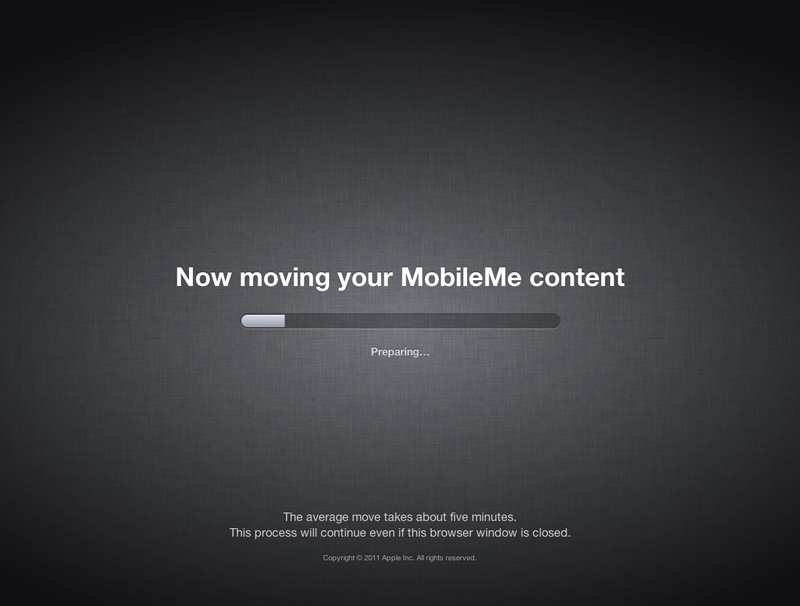 Now moving your MobileMe content
Preparing...
The average move takes about five minutes.
This process will continue even if this browser window is closed.
Copyright © 2011 Apple Inc. All rights reserved.